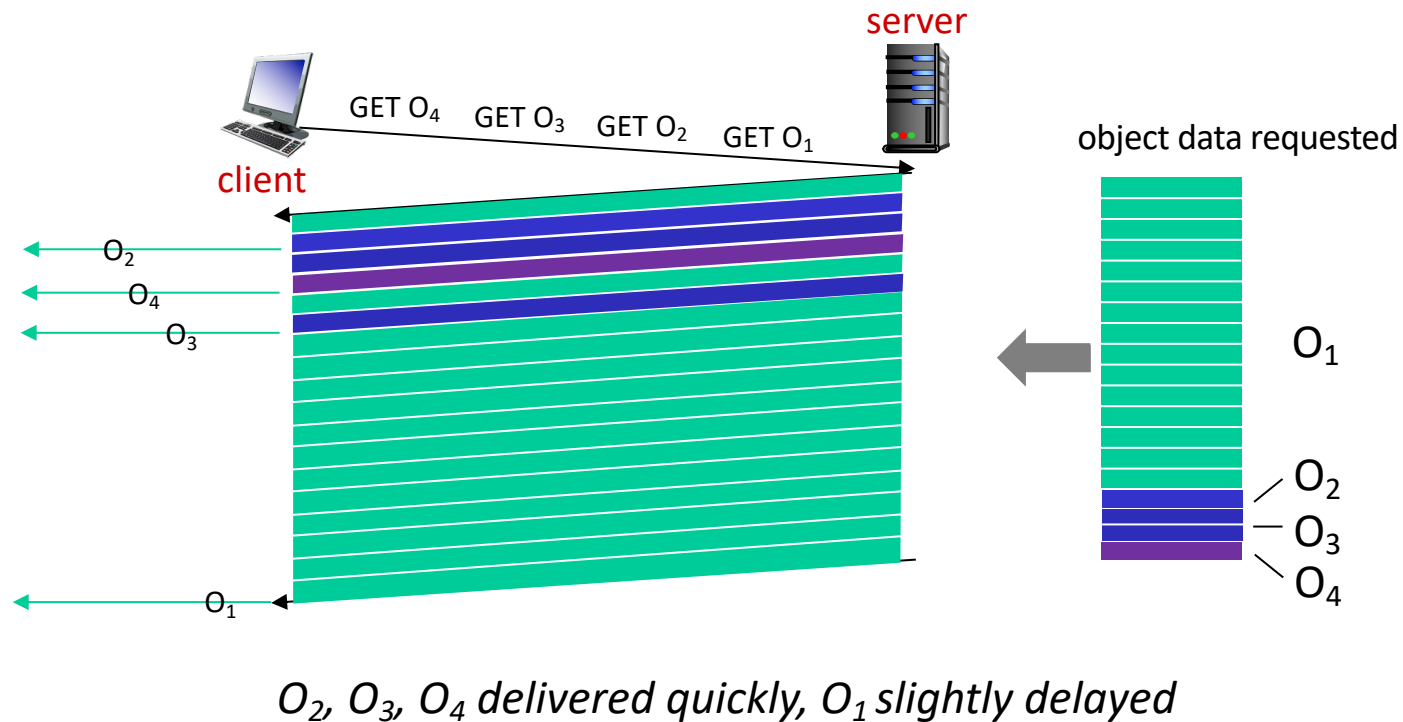 server
GET O₄ GET O₃ GET O₂ GET O₁
object data requested
client
O₂
O₄
O₃
O₁
O₁
O₂
O₃
O₄
O₂, O₃, O₄ delivered quickly, O₁ slightly delayed